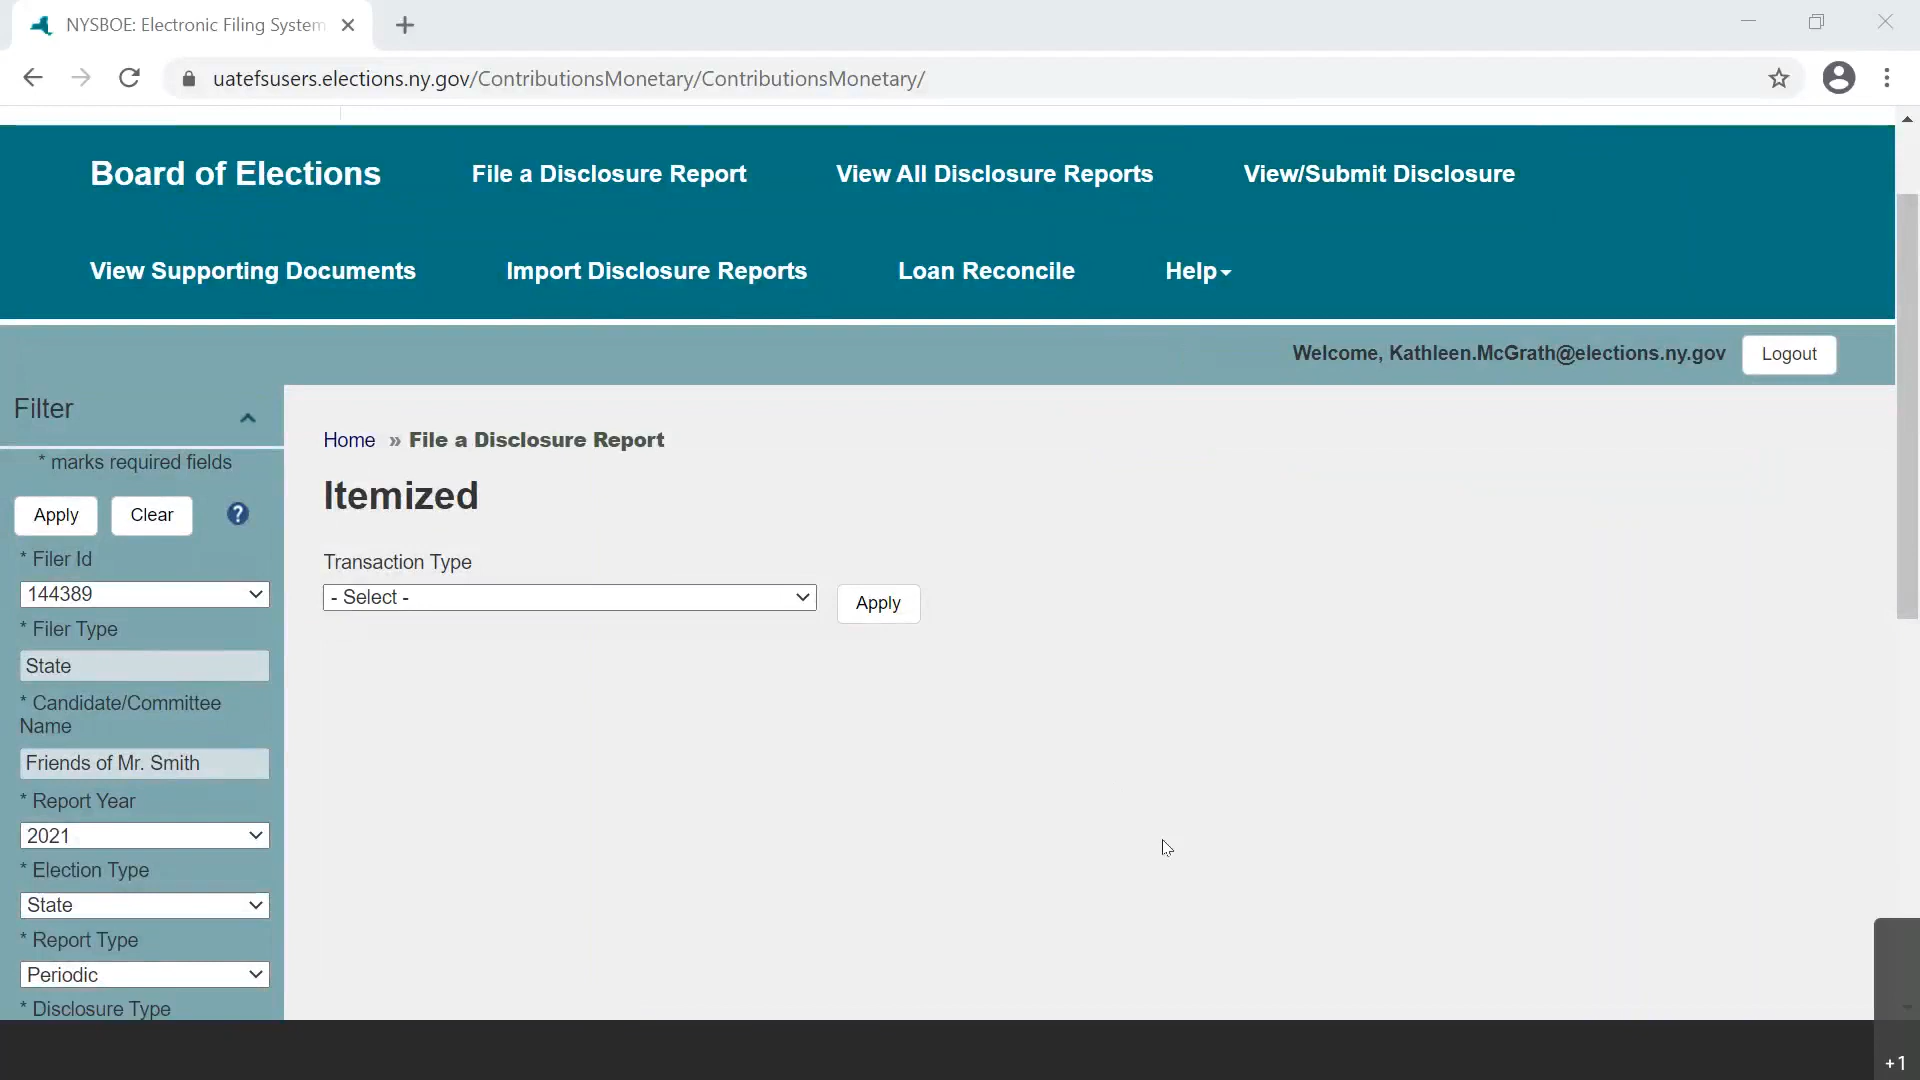 NYSBOE: Electronic Filing System
uatefsusers.elections.ny.gov/ContributionsMonetary/ContributionsMonetary/
Board of Elections File a Disclosure Report View All Disclosure Reports View/Submit Disclosure
View Supporting Documents Import Disclosure Reports Loan Reconcile Help
Welcome, Kathleen.McGrath@elections.ny.gov Logout
Filter
* marks required fields
Apply Clear ?
* Filer Id
144389
* Filer Type
State
* Candidate/Committee
Name
Friends of Mr. Smith
* Report Year
2021
* Election Type
State
* Report Type
Periodic
* Disclosure Type
Home » File a Disclosure Report
Itemized
Transaction Type
- Select - Apply
+1